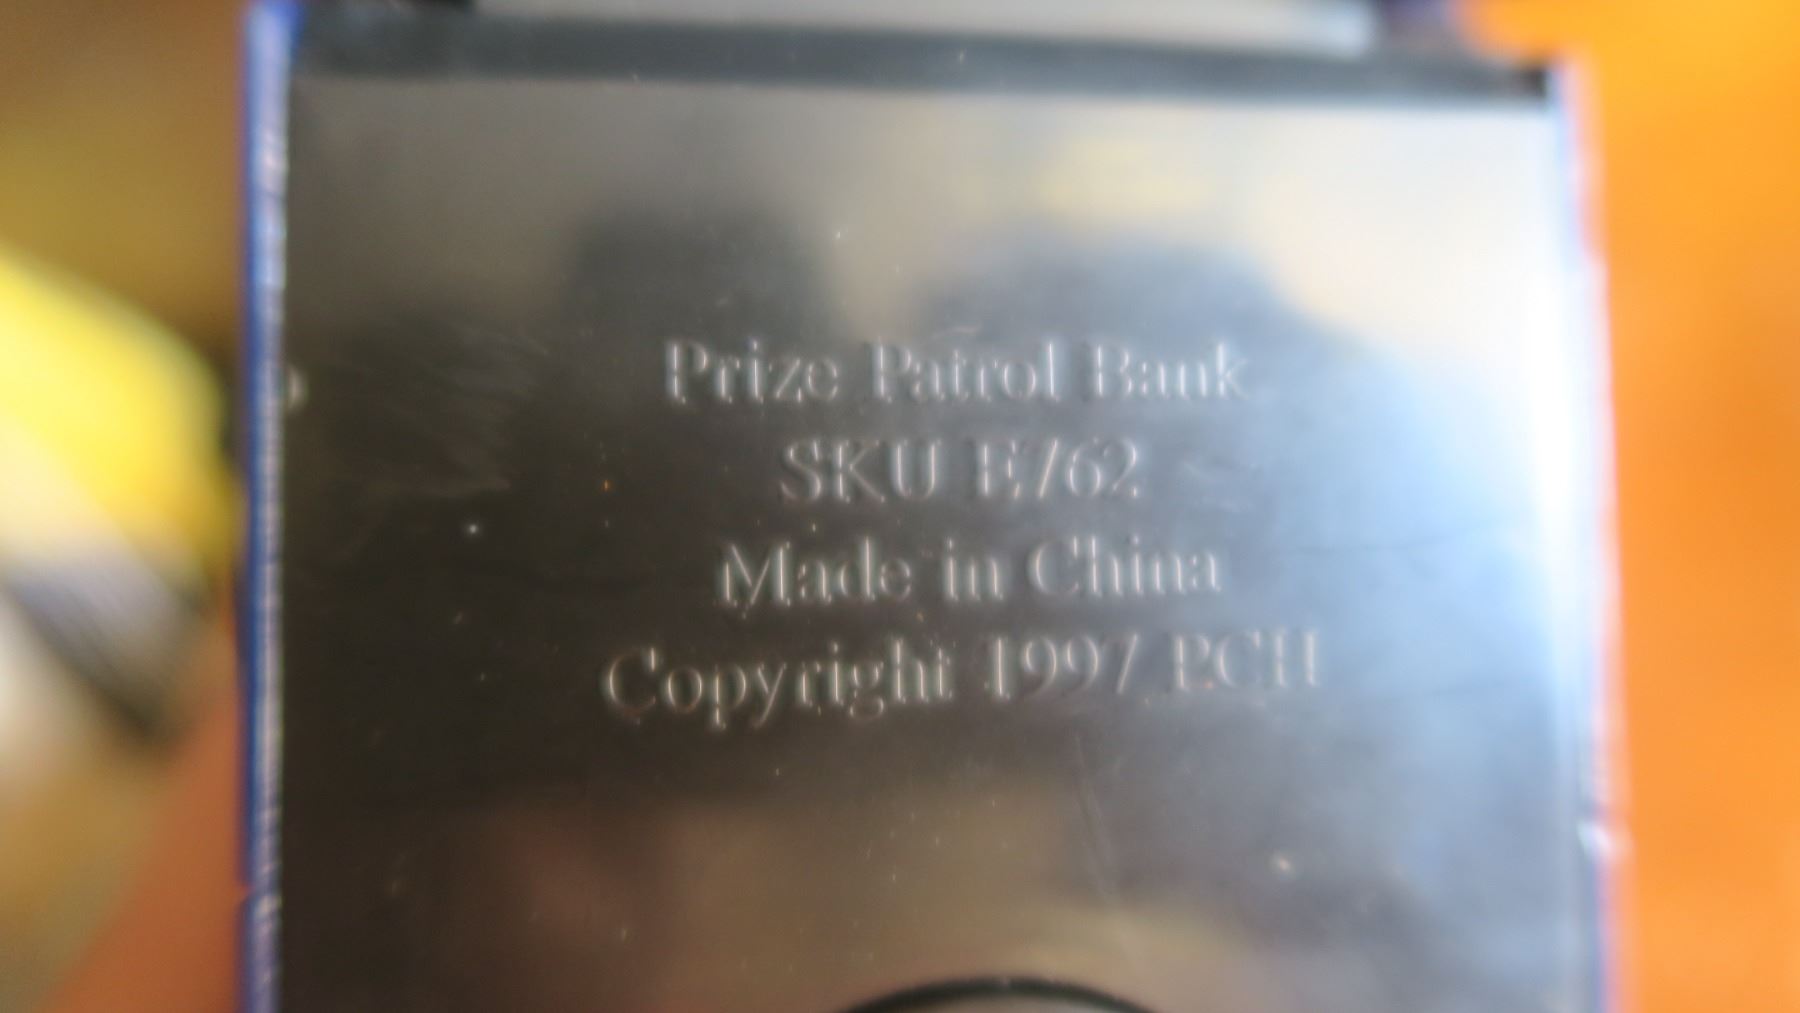 Prize Patrol Bank
SKU E762
Made in China
Copyright 1997 PCH